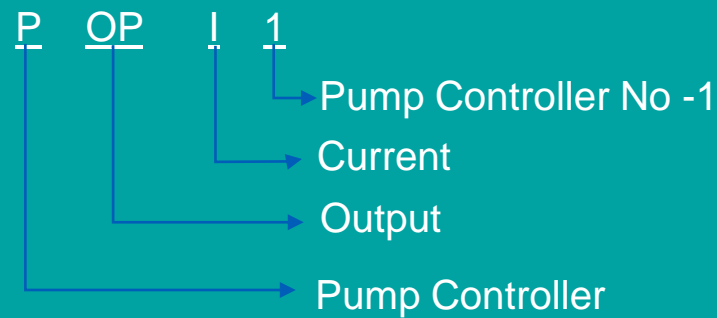 P OP I 1
Pump Controller No -1
Current
Output
Pump Controller